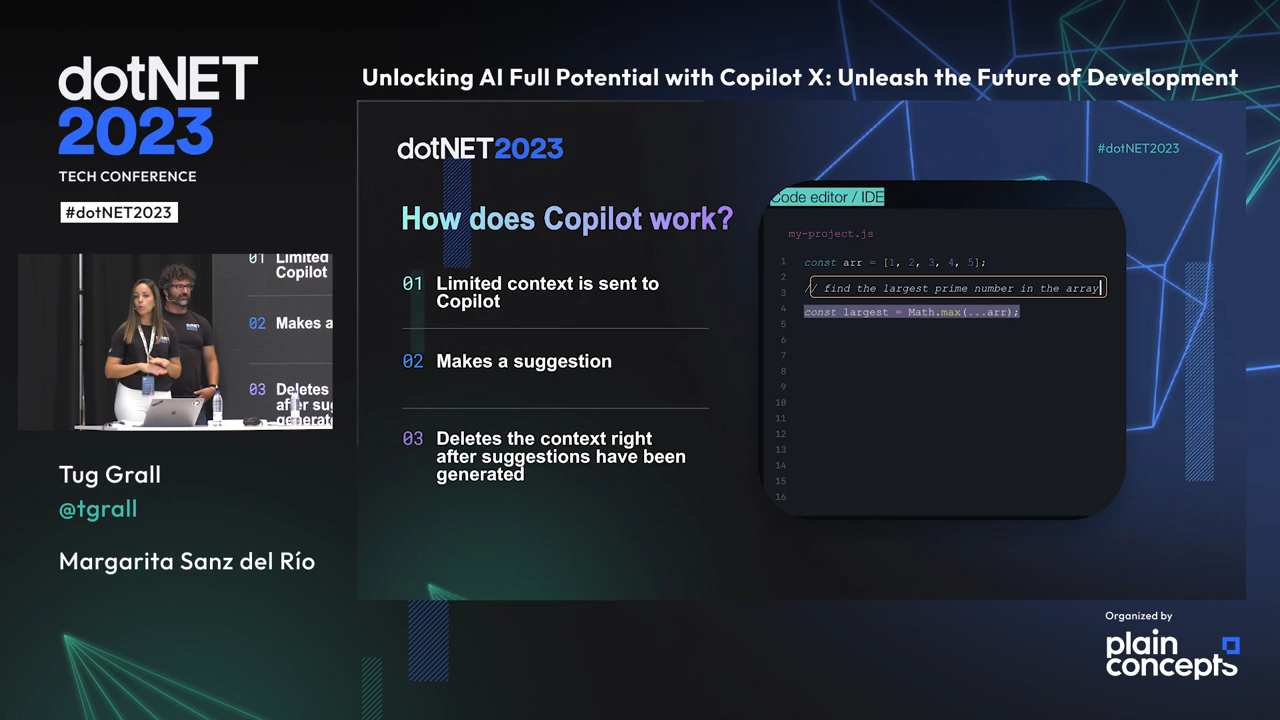 dotNET
2023
TECH CONFERENCE
#dotNET2023
Unlocking AI Full Potential with Copilot X: Unleash the Future of Development
dotNET2023
#dotNET2023
How does Copilot work?
01 Limited context is sent to
Copilot
02 Makes a suggestion
03 Deletes the context right
after suggestions have been
generated
Code editor / IDE
my-project.js
1 const arr = [1, 2, 3, 4, 5];
2
3 // find the largest prime number in the array
4 const largest = Math.max(...arr);
5
6
7
8
9
10
11
12
13
14
15
16
01 Limited
Copilot
02 Makes a
03 Deletes
after su
generate
Tug Grall
@tgrall
Margarita Sanz del Río
Organized by
plain
concepts